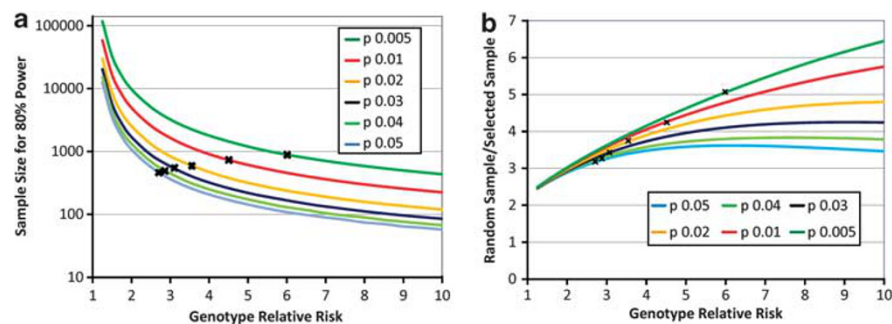 a
Sample Size for 80% Power
100000
10000
1000
100
10
p 0.005
p 0.01
p 0.02
p 0.03
p 0.04
p 0.05
1 2 3 4 5 6 7 8 9 10
Genotype Relative Risk
b
Random Sample/Selected Sample
7
6
5
4
3
2
1
0
p 0.05 p 0.04 p 0.03
p 0.02 p 0.01 p 0.005
1 2 3 4 5 6 7 8 9 10
Genotype Relative Risk